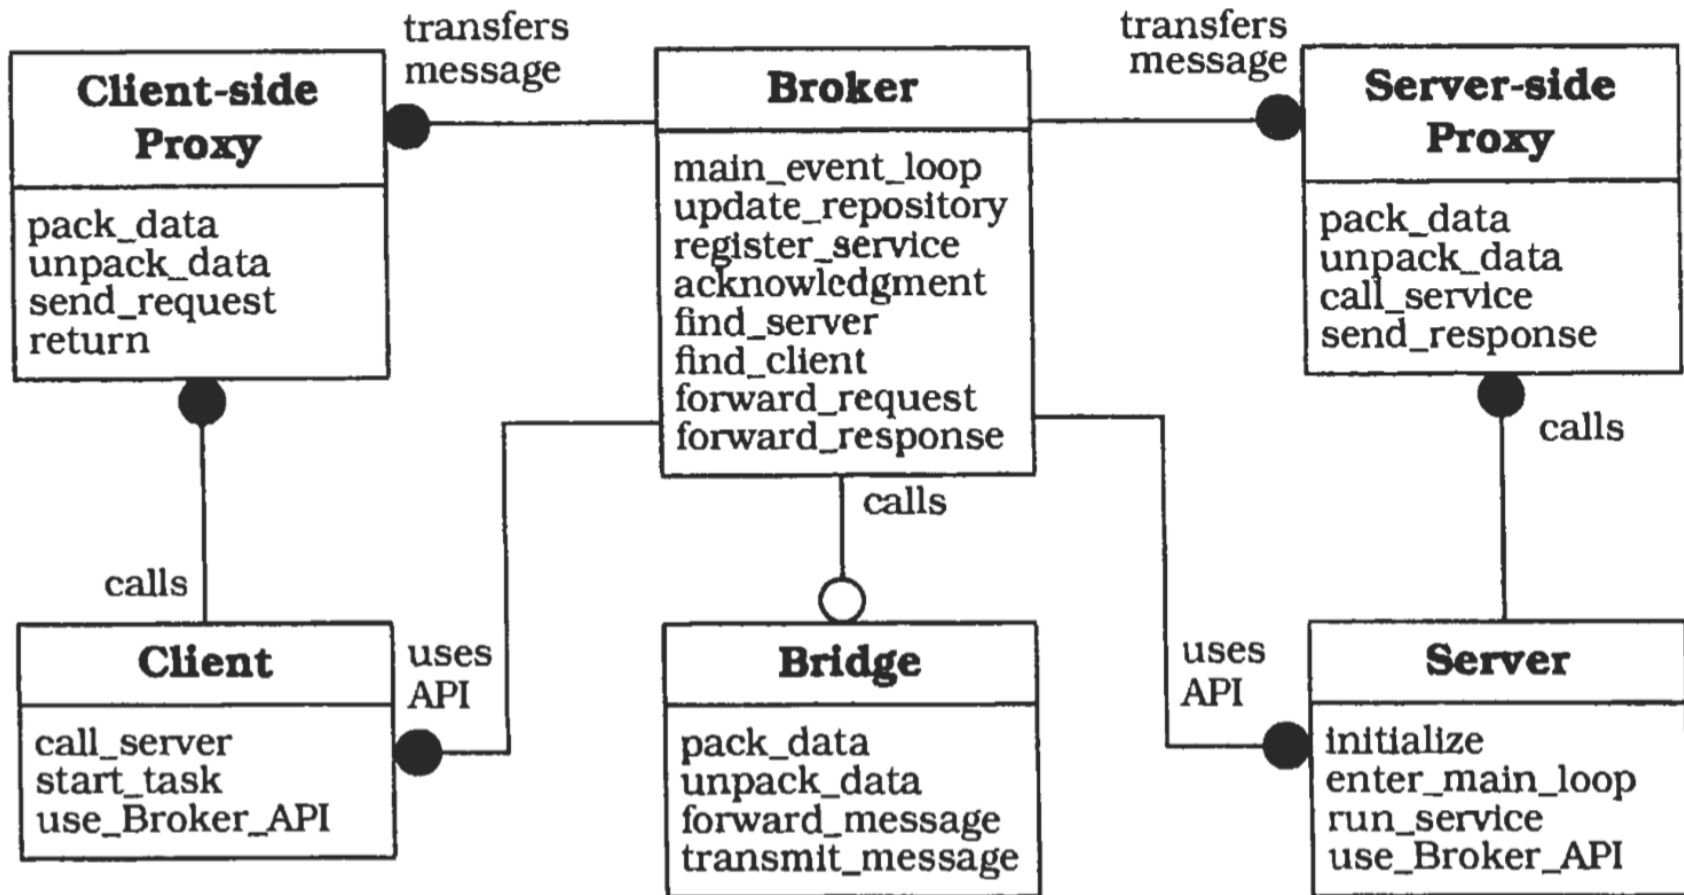 transfers
message
Client-side
Proxy
pack_data
unpack_data
send_request
return
Broker
main_event_loop
update_repository
register_service
acknowledgment
find_server
find_client
forward_request
forward_response
transfers
message
Server-side
Proxy
pack_data
unpack_data
call_service
send_response
calls
calls
calls
Client
call_server
start_task
use_Broker_API
uses
API
Bridge
pack_data
unpack_data
forward_message
transmit_message
uses
API
Server
initialize
enter_main_loop
run_service
use_Broker_API